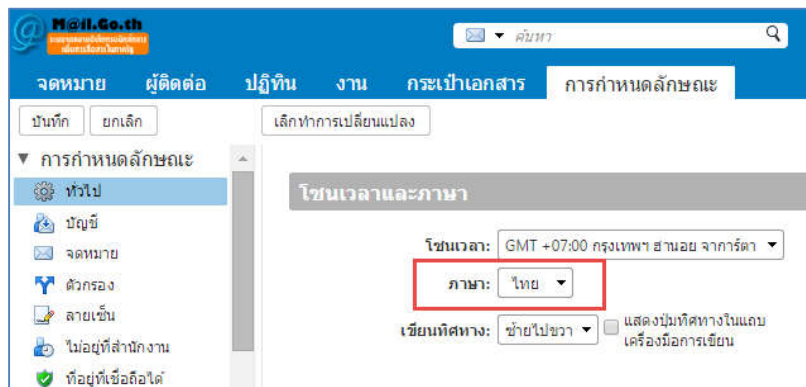 M@il.Go.th
ค้นหา
จดหมาย ผู้ติดต่อ ปฏิทิน งาน กระเป๋าเอกสาร การกำหนดลักษณะ
บันทึก ยกเลิก เลิกทำการเปลี่ยนแปลง
การกำหนดลักษณะ
ทั่วไป
โซนเวลาและภาษา
บัญชี
โซนเวลา: GMT +07:00 กรุงเทพฯ ฮานอย จาการ์ตา
จดหมาย
ภาษา: ไทย
ตัวกรอง
ลายเซ็น
เขียนทิศทาง: ซ้ายไปขวา แสดงปุ่มทิศทางในแถบ
เครื่องมือการเขียน
ไม่อยู่ที่สำนักงาน
ที่อยู่ที่เชื่อถือได้